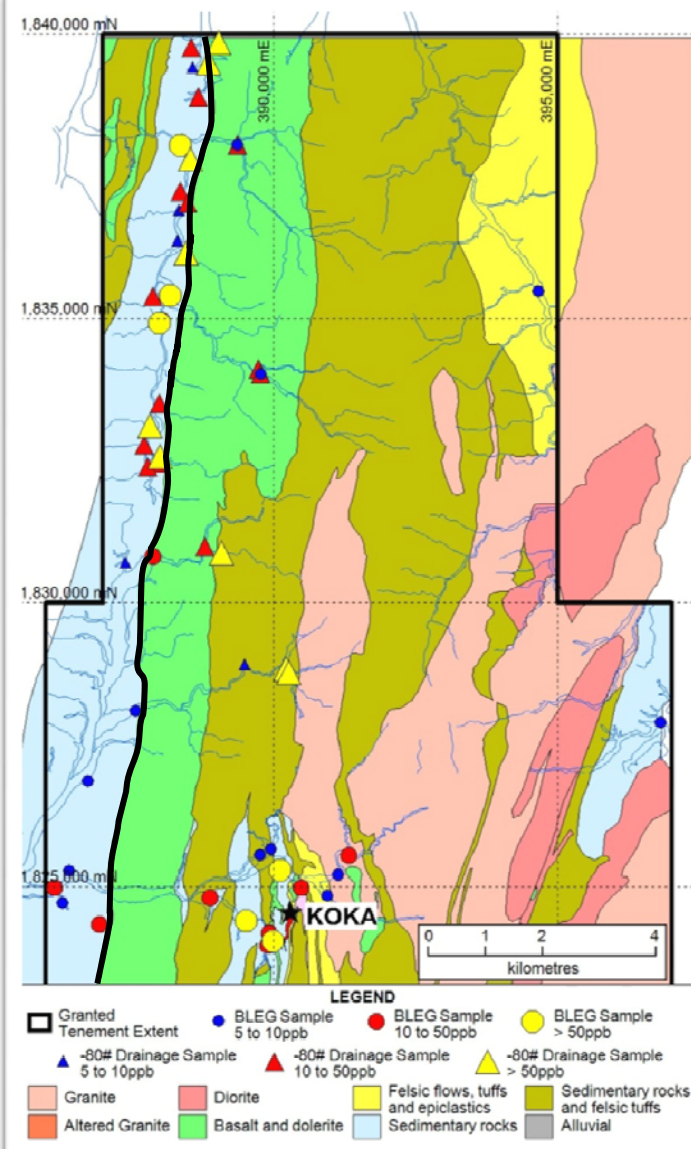 1,840,000 mN
390,000 mE
395,000 mE
1,835,000 mN
1,830,000 mN
1,825,000 mN
KOKA
0 1 2 4
kilometres
LEGEND
Granted
Tenement Extent
BLEG Sample
5 to 10ppb
BLEG Sample
10 to 50ppb
BLEG Sample
> 50ppb
-80# Drainage Sample
5 to 10ppb
-80# Drainage Sample
10 to 50ppb
-80# Drainage Sample
> 50ppb
Granite
Diorite
Felsic flows, tuffs
and epiclastics
Sedimentary rocks
and felsic tuffs
Altered Granite
Basalt and dolerite
Sedimentary rocks
Alluvial